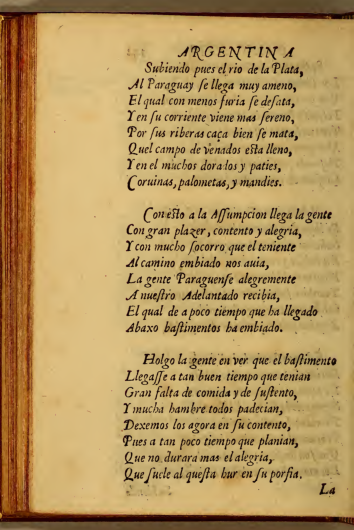 ARGENTINA
Subiendo pues el rio de la Plata,
Al Paraguay ſe llega muy ameno,
El qual con menos furia ſe deſata,
Y en ſu corriente viene mas ſereno,
Por ſus riberas caça bien ſe mata,
Quel campo de venados eſta lleno,
Y en el muchos dorados y paties,
Coruinas, palometas, y mandies.
Con eſto a la Aſſumpcion llega la gente
Con gran plazer, contento y alegria,
Y con mucho ſocorro que el teniente
Al camino embiado nos auia,
La gente Paraguenſe alegremente
A nueſtro Adelantado recibia,
El qual de a poco tiempo que ha llegado
Abaxo baſtimentos ha embiado.
Holgo la gente en ver que el baſtimento
Llegaſſe a tan buen tiempo que tenian
Gran falta de comida y de ſuſtento,
Y mucha hambre todos padecian,
Dexemos los agora en ſu contento,
Pues a tan poco tiempo que planian,
Que no durara mas el alegria,
Que ſuele al queſta hur en ſu porfia.
La